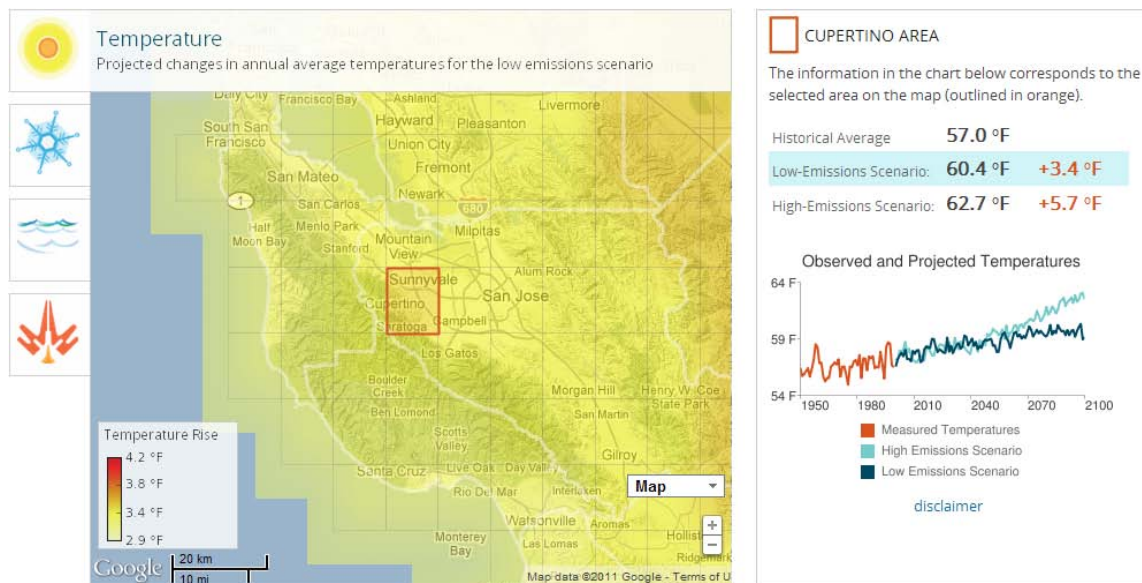 Temperature
Projected changes in annual average temperatures for the low emissions scenario
Daly City
Francisco Bay
Ashland
Livermore
South San
Francisco
Hayward
Pleasanton
Union City
Fremont
San Mateo
Newark
1
San Carlos
680
Half
Moon Bay
Menlo Park
Milpitas
Stanford
Mountain
View
Alum Rock
Sunnyvale
San Jose
Cupertino
Saratoga
Campbell
Los Gatos
Boulder
Creek
Morgan Hill
Henry W. Coe
State Park
Ben Lomond
San Martin
Scotts
Valley
Gilroy
Santa Cruz
Live Oak
Day Valley
Rio Del Mar
Interlaken
Watsonville
Aromas
Monterey
Bay
Las Lomas
Hollist
Ridgemark
Temperature Rise
4.2 °F
3.8 °F
3.4 °F
2.9 °F
Map
+
−
Google
20 km
10 mi
Map data ©2011 Google - Terms of U
CUPERTINO AREA
The information in the chart below corresponds to the
selected area on the map (outlined in orange).
Historical Average 57.0 °F
Low-Emissions Scenario: 60.4 °F +3.4 °F
High-Emissions Scenario: 62.7 °F +5.7 °F
Observed and Projected Temperatures
64 F
59 F
54 F
1950 1980 2010 2040 2070 2100
Measured Temperatures
High Emissions Scenario
Low Emissions Scenario
disclaimer